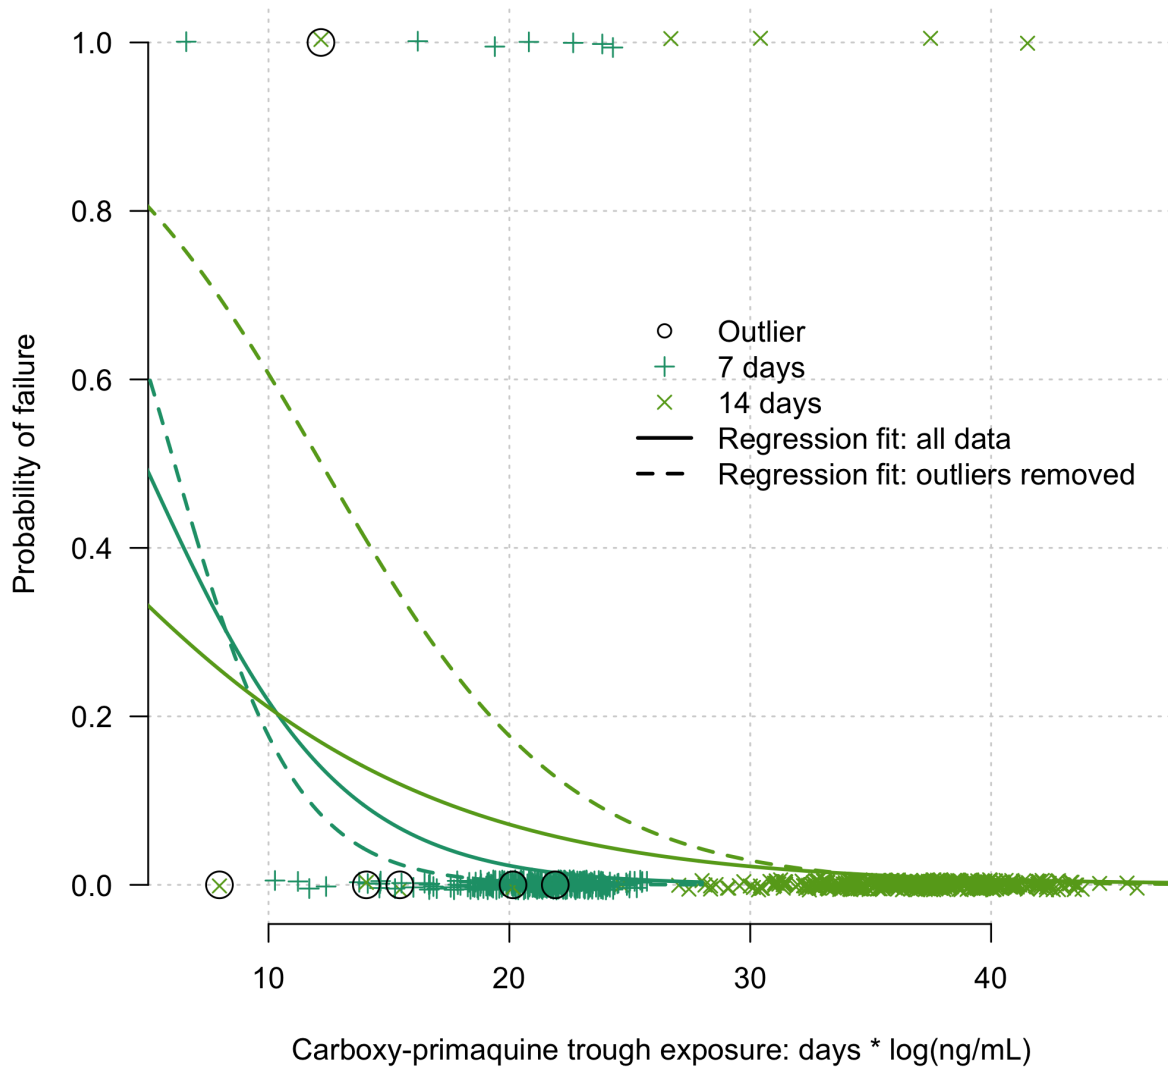 1.0
0.8
0.6
0.4
0.2
0.0
Probability of failure
Outlier
7 days
14 days
Regression fit: all data
Regression fit: outliers removed
10 20 30 40
Carboxy-primaquine trough exposure: days * log(ng/mL)